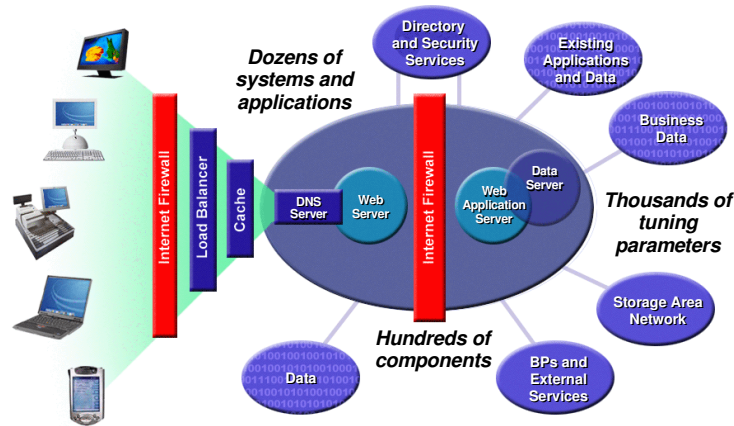 Directory
and Security
Services
Existing
Applications
and Data
Dozens of
systems and
applications
Business
Data
Internet Firewall
Load Balancer
Cache
DNS
Server
Web
Server
Internet Firewall
Web
Application
Server
Data
Server
Thousands of
tuning
parameters
Storage Area
Network
Hundreds of
components
Data
BPs and
External
Services